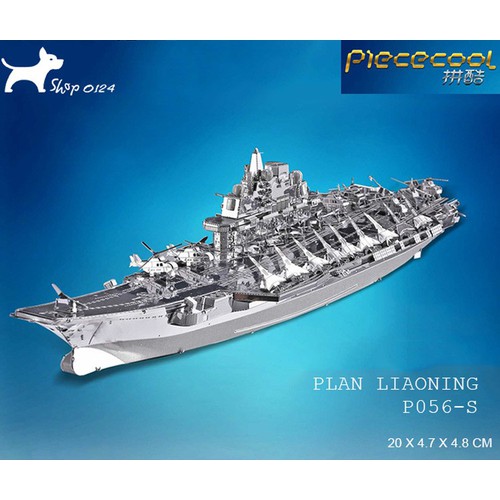 Shop 0124
Piececool
拼酷
PLAN LIAONING
P056-S
20 X 4.7 X 4.8 CM